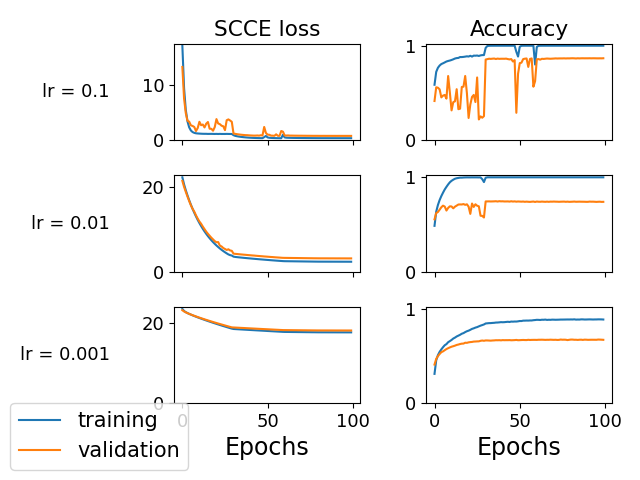 SCCE loss
Accuracy
lr = 0.1
10
0
1
0
lr = 0.01
20
0
1
0
lr = 0.001
20
0
1
0
0
50
100
0
50
100
Epochs
Epochs
training
validation